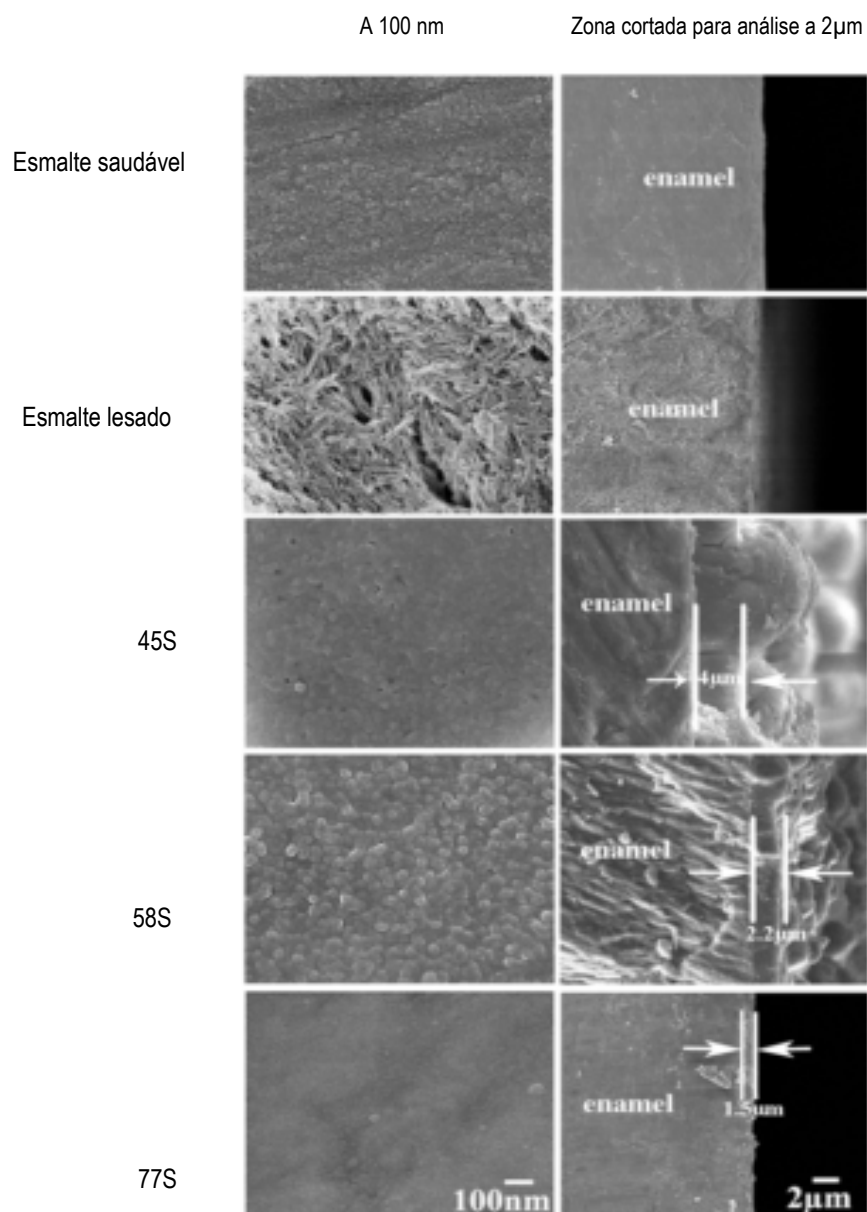 A 100 nm
Zona cortada para análise a 2µm
Esmalte saudável
enamel
Esmalte lesado
enamel
45S
enamel
4µm
58S
enamel
2.2µm
77S
enamel
1.5µm
100nm
2µm